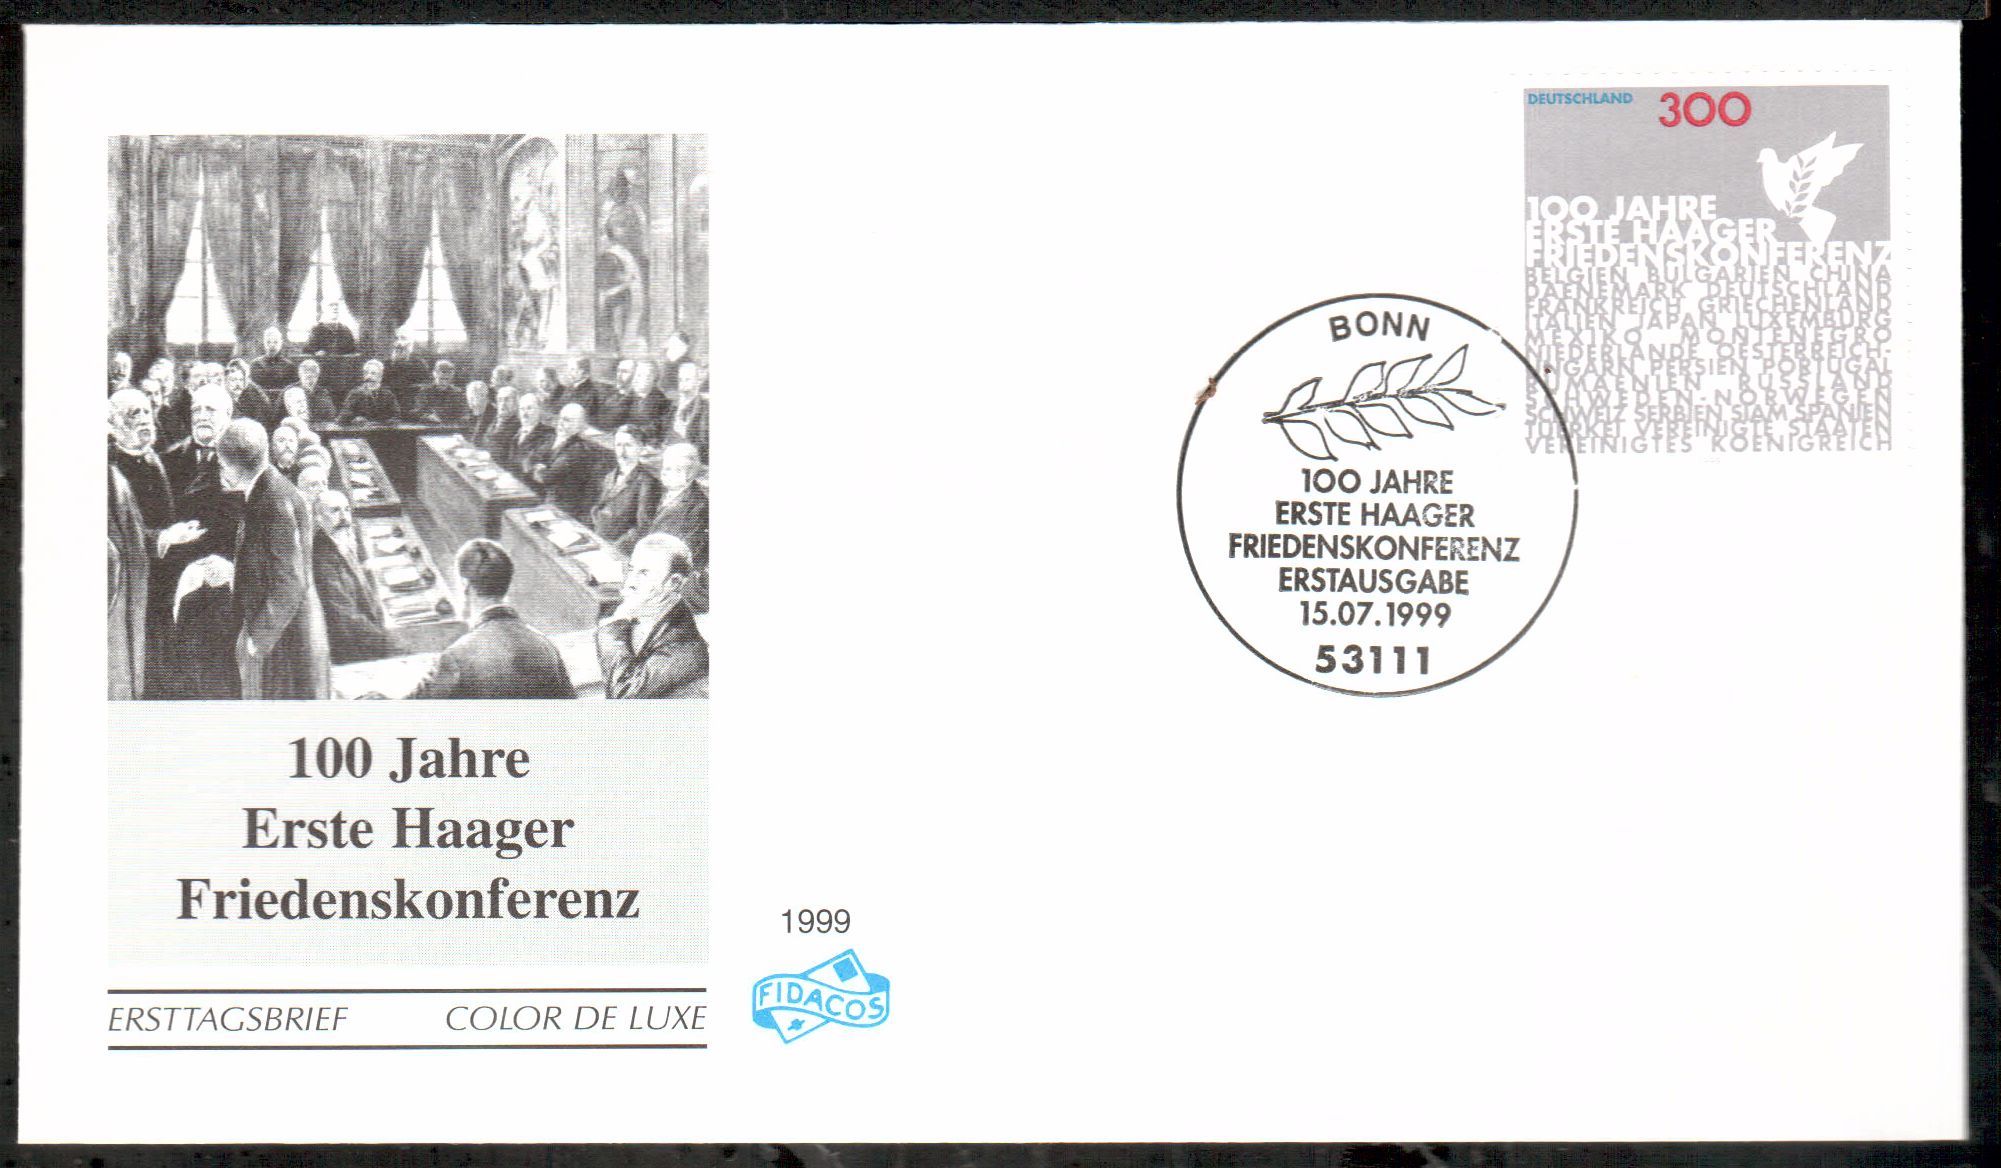 DEUTSCHLAND 300
100 JAHRE
ERSTE HAAGER
FRIEDENSKONFERENZ
BELGIEN BULGARIEN CHINA
DAENEMARK DEUTSCHLAND
FRANKREICH GRIECHENLAND
ITALIEN JAPAN LUXEMBURG
MEXIKO MONTENEGRO
NIEDERLANDE OESTERREICH-
UNGARN PERSIEN PORTUGAL
RUMAENIEN RUSSLAND
SCHWEDEN-NORWEGEN
SCHWEIZ SERBIEN SIAM SPANIEN
TUERKEI VEREINIGTE STAATEN
VEREINIGTES KOENIGREICH
BONN
100 JAHRE
ERSTE HAAGER
FRIEDENSKONFERENZ
ERSTAUSGABE
15.07.1999
53111
100 Jahre
Erste Haager
Friedenskonferenz
ERSTTAGSBRIEF COLOR DE LUXE
1999
FIDACOS